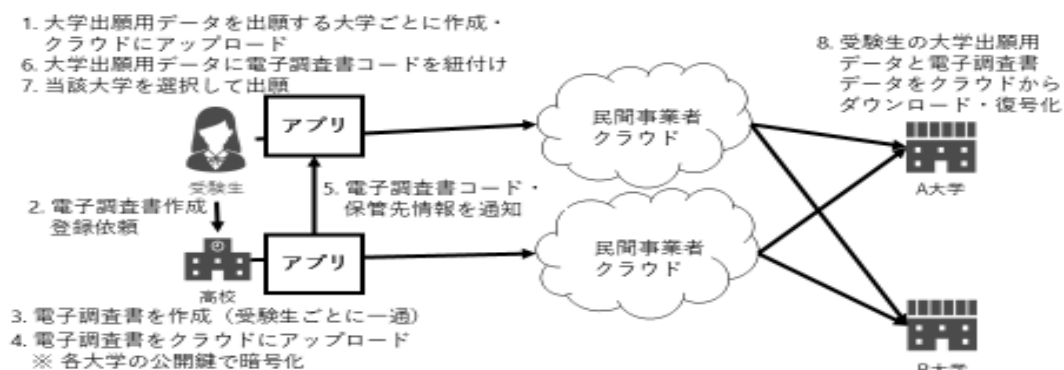 1. 大学出願用データを出願する大学ごとに作成・
クラウドにアップロード
6. 大学出願用データに電子調査書コードを紐付け
7. 当該大学を選択して出願
8. 受験生の大学出願用
データと電子調査書
データをクラウドから
ダウンロード・復号化
アプリ
民間事業者
クラウド
受験生
A大学
5. 電子調査書コード・
保管先情報を通知
2. 電子調査書作成
登録依頼
アプリ
民間事業者
クラウド
高校
3. 電子調査書を作成（受験生ごとに一通）
4. 電子調査書をクラウドにアップロード
※ 各大学の公開鍵で暗号化
B大学